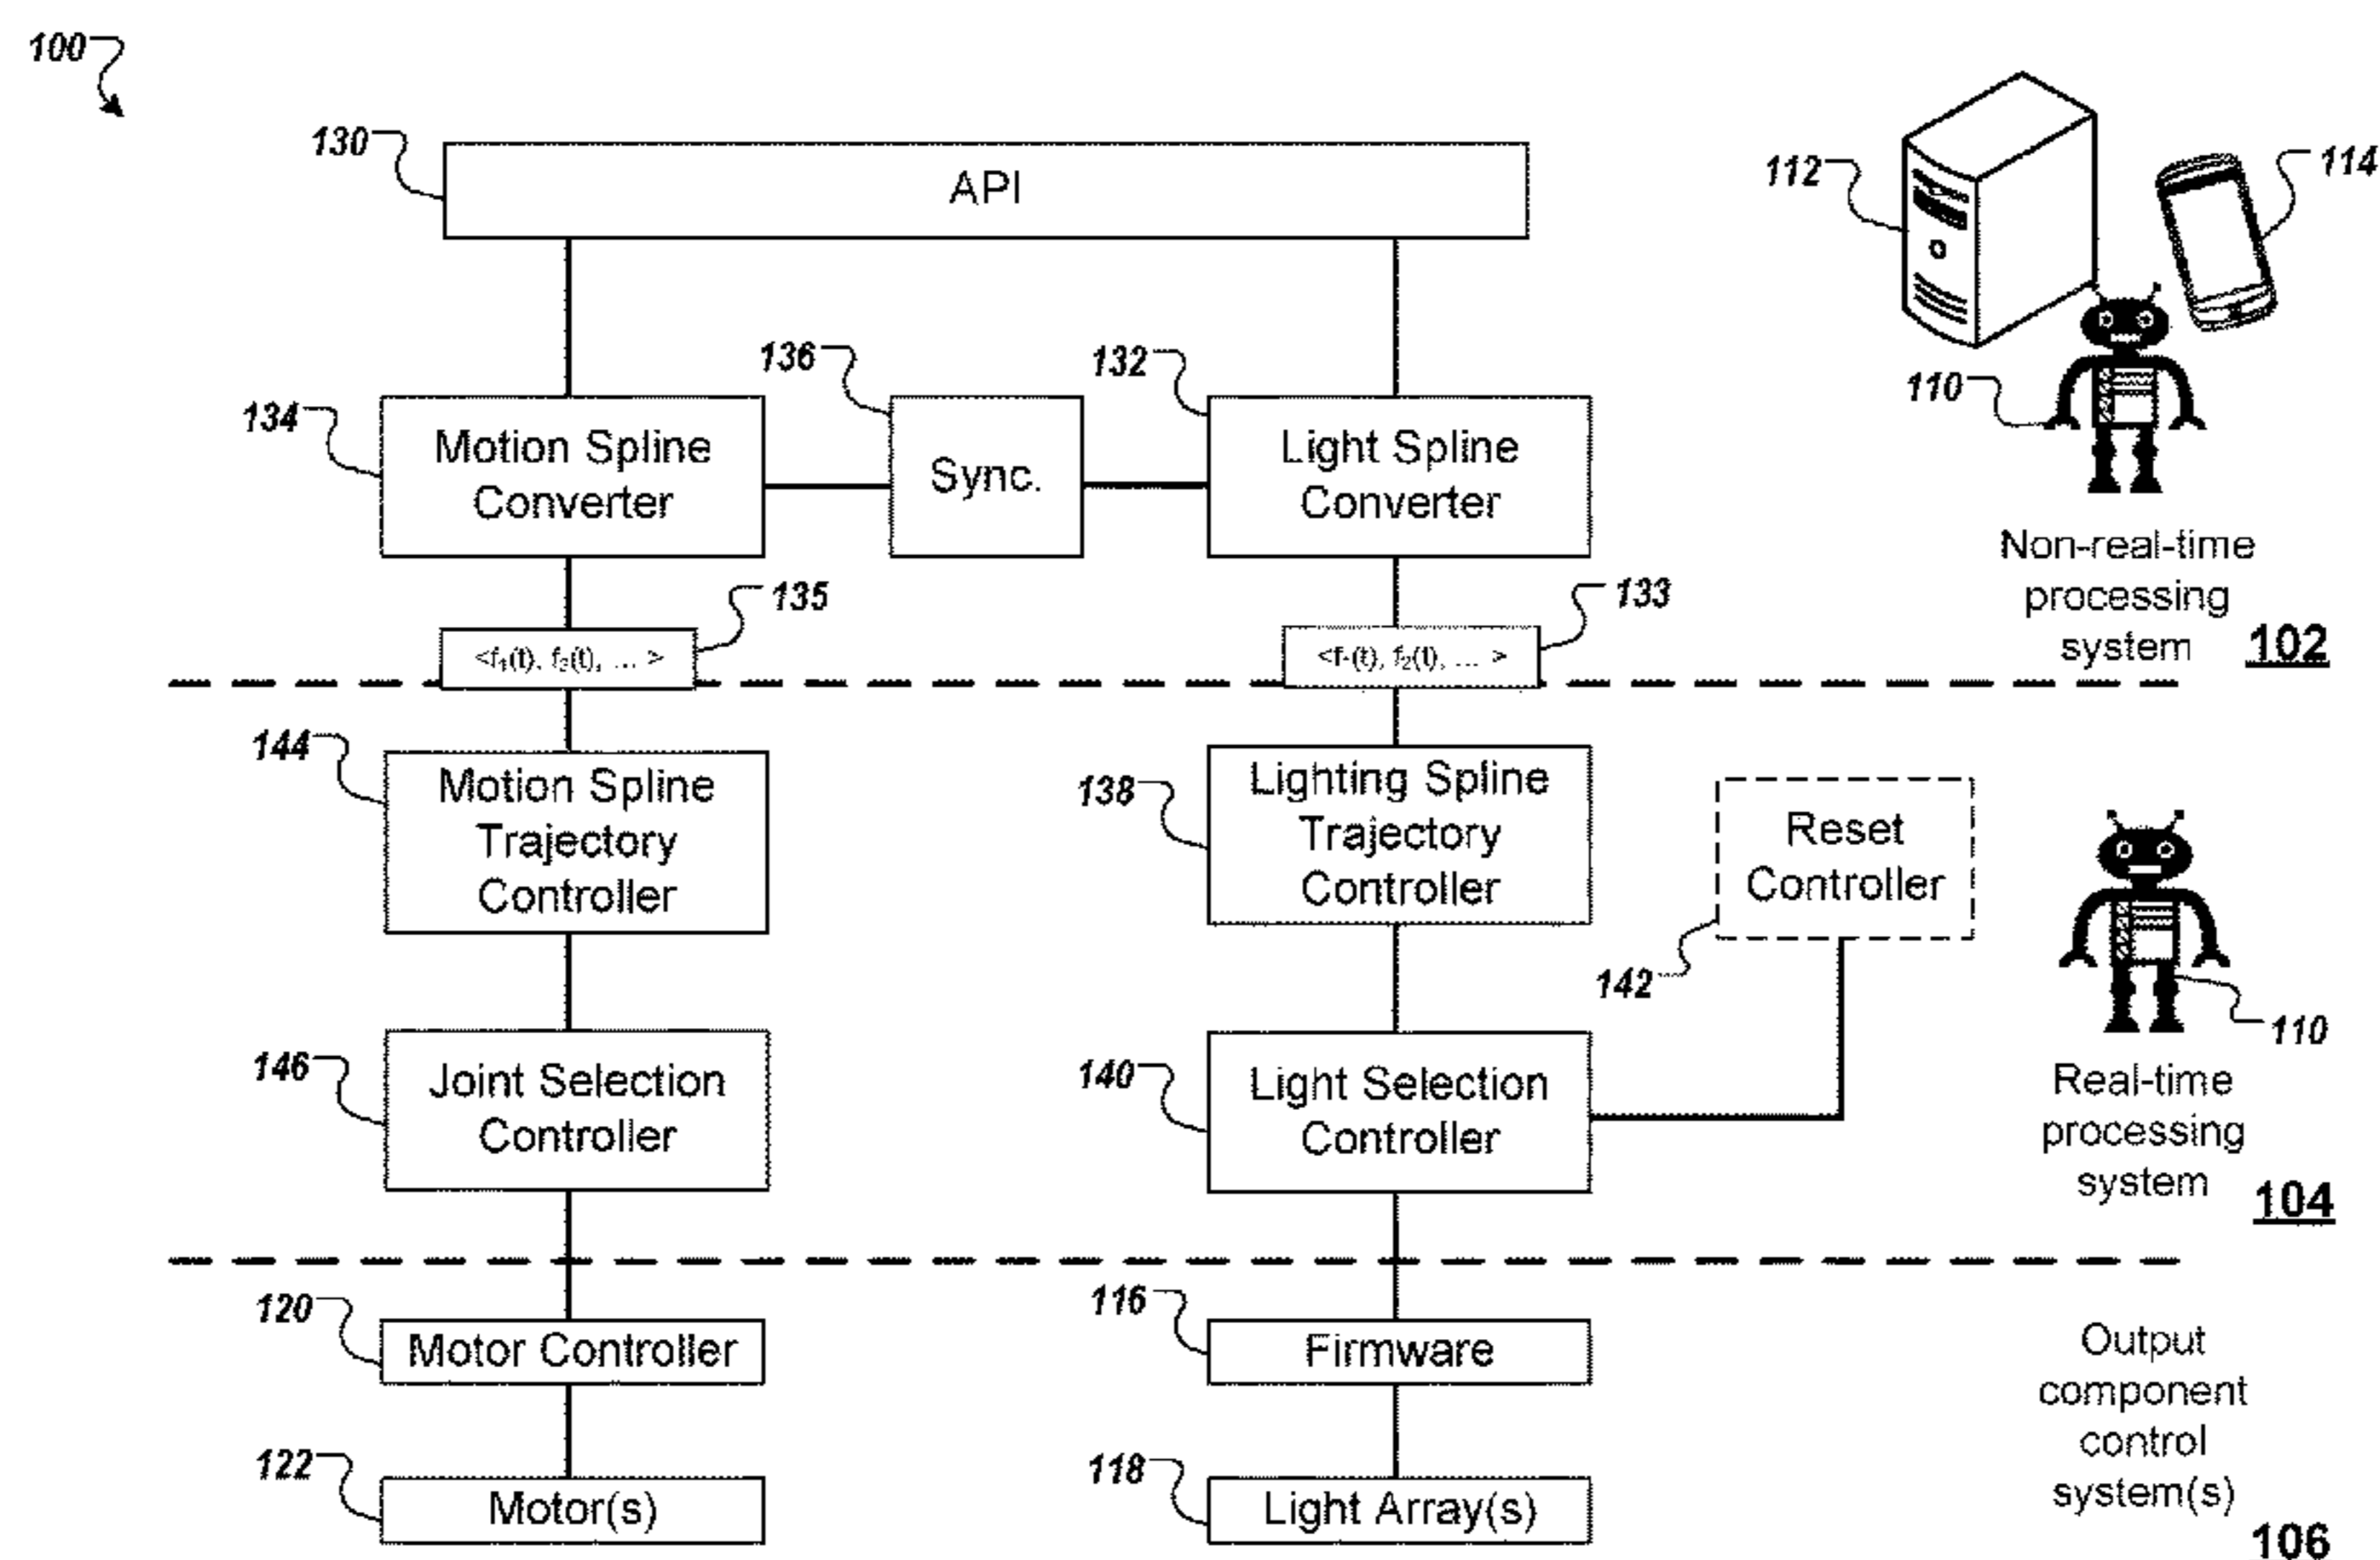 100
130
API
112
114
136
132
110
134
Motion Spline
Converter
Sync.
Light Spline
Converter
Non-real-time
processing
system
102
135
133
<f₁(t), f₂(t), ... >
<f-(t), f₂(t), ... >
144
Motion Spline
Trajectory
Controller
138
Lighting Spline
Trajectory
Controller
Reset
Controller
142
110
146
Joint Selection
Controller
140
Light Selection
Controller
Real-time
processing
system
104
120
Motor Controller
116
Firmware
Output
component
control
system(s)
106
122
Motor(s)
118
Light Array(s)